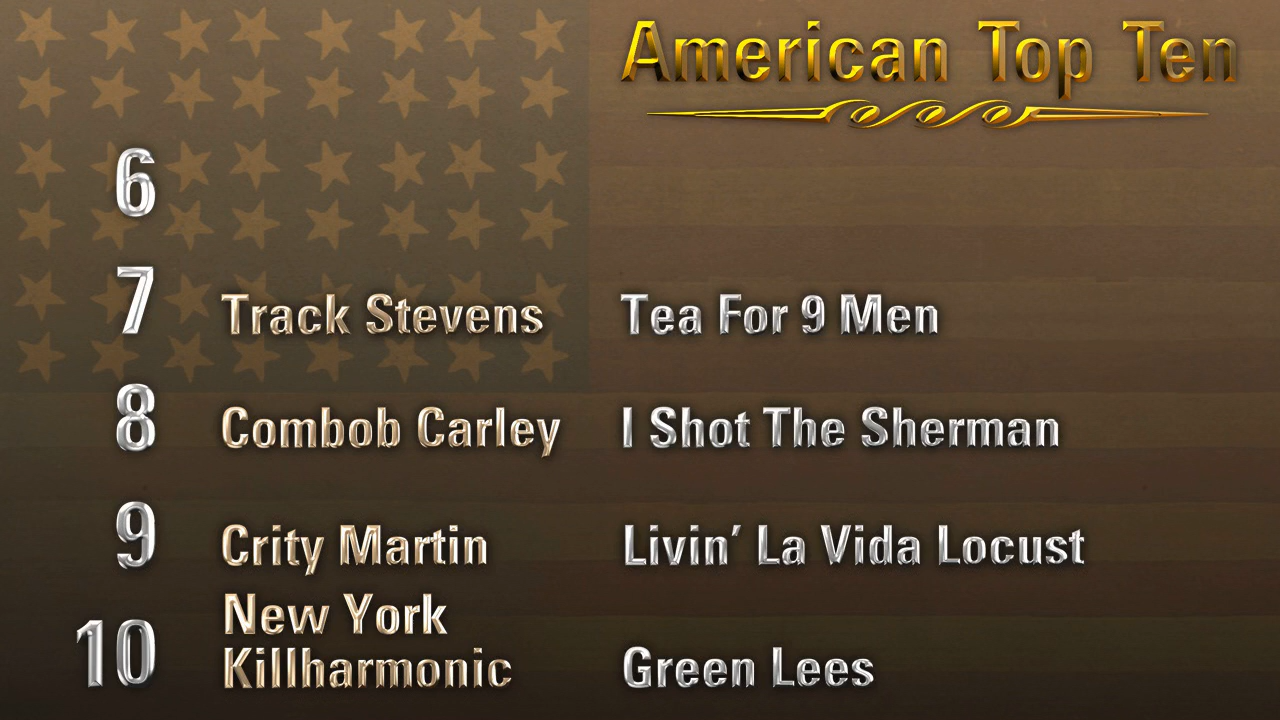 American Top Ten
6
7 Track Stevens Tea For 9 Men
8 Combob Carley I Shot The Sherman
9 Crity Martin Livin' La Vida Locust
New York
10 Killharmonic Green Lees